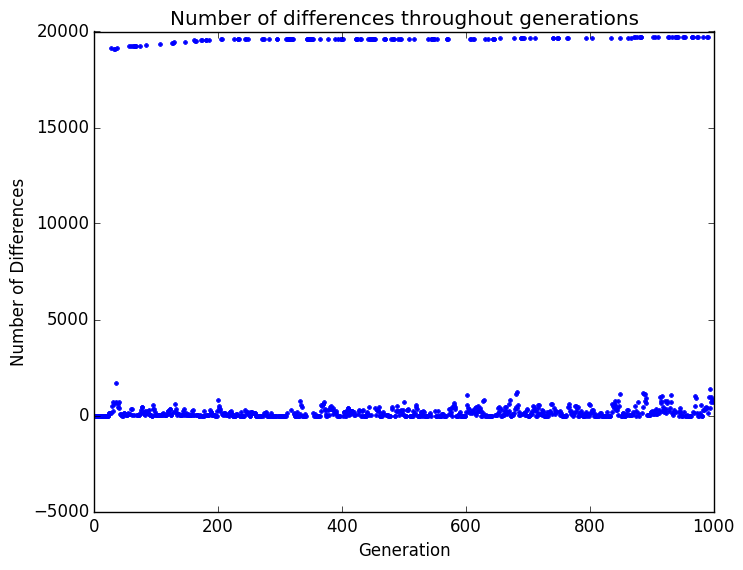 Number of differences throughout generations
20000
15000
10000
5000
0
−5000
0 200 400 600 800 1000
Number of Differences
Generation